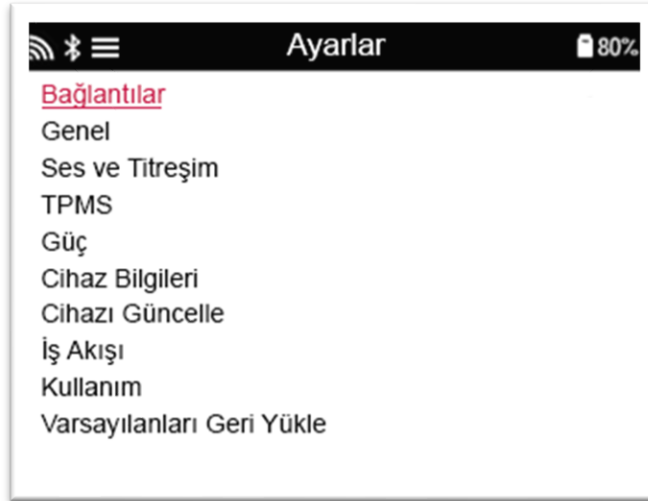 Ayarlar 80%
Bağlantılar
Genel
Ses ve Titreşim
TPMS
Güç
Cihaz Bilgileri
Cihazı Güncelle
İş Akışı
Kullanım
Varsayılanları Geri Yükle